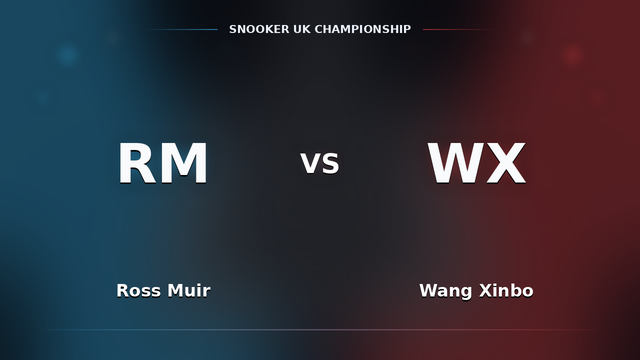 SNOOKER UK CHAMPIONSHIP
RM
VS
WX
Ross Muir
Wang Xinbo